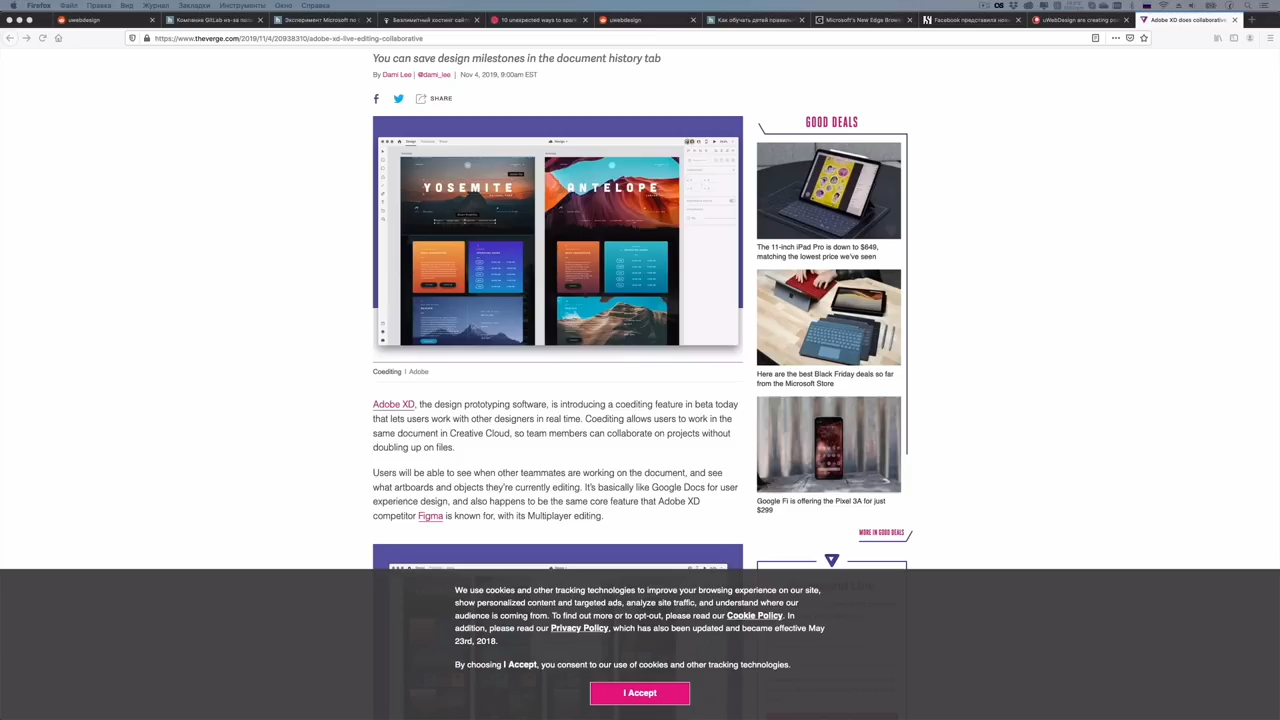 Firefox Файл Правка Вид Журнал Закладки Инструменты Окно Справка
uwebdesign
Компания GitLab из-за пользо
Эксперимент Microsoft по с
Безлимитный хостинг сайт
10 unexpected ways to spark
uwebdesign
Как обучать детей правиль
Microsoft's New Edge Brows
Facebook представила нов
uWebDesign are creating pod
Adobe XD does collaborative
https://www.theverge.com/2019/11/4/20938310/adobe-xd-live-editing-collaborative
You can save design milestones in the document history tab
By Dami Lee | @dami_lee | Nov 4, 2019, 9:00am EST
SHARE
YOSEMITE
ANTELOPE
Coediting | Adobe
Adobe XD, the design prototyping software, is introducing a coediting feature in beta today
that lets users work with other designers in real time. Coediting allows users to work in the
same document in Creative Cloud, so team members can collaborate on projects without
doubling up on files.
Users will be able to see when other teammates are working on the document, and see
what artboards and objects they're currently editing. It's basically like Google Docs for user
experience design, and also happens to be the same core feature that Adobe XD
competitor Figma is known for, with its Multiplayer editing.
GOOD DEALS
The 11-inch iPad Pro is down to $649,
matching the lowest price we've seen
Here are the best Black Friday deals so far
from the Microsoft Store
Google Fi is offering the Pixel 3A for just
$299
MORE IN GOOD DEALS
We use cookies and other tracking technologies to improve your browsing experience on our site,
show personalized content and targeted ads, analyze site traffic, and understand where our
audience is coming from. To find out more or to opt-out, please read our Cookie Policy. In
addition, please read our Privacy Policy, which has also been updated and became effective May
23rd, 2018.
By choosing I Accept, you consent to our use of cookies and other tracking technologies.
I Accept